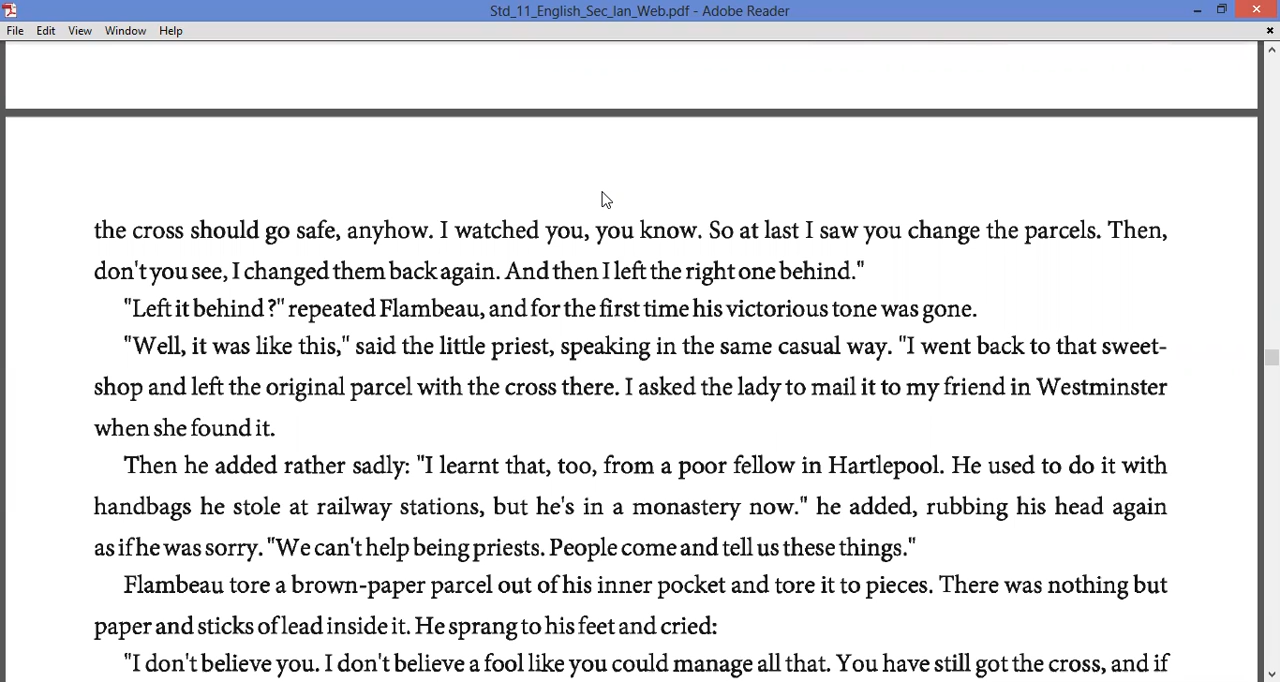 Std_11_English_Sec_lan_Web.pdf - Adobe Reader
File Edit View Window Help
the cross should go safe, anyhow. I watched you, you know. So at last I saw you change the parcels. Then,
don't you see, I changed them back again. And then I left the right one behind."
"Left it behind ?" repeated Flambeau, and for the first time his victorious tone was gone.
"Well, it was like this," said the little priest, speaking in the same casual way. "I went back to that sweet-
shop and left the original parcel with the cross there. I asked the lady to mail it to my friend in Westminster
when she found it.
Then he added rather sadly: "I learnt that, too, from a poor fellow in Hartlepool. He used to do it with
handbags he stole at railway stations, but he's in a monastery now." he added, rubbing his head again
as if he was sorry. "We can't help being priests. People come and tell us these things."
Flambeau tore a brown-paper parcel out of his inner pocket and tore it to pieces. There was nothing but
paper and sticks of lead inside it. He sprang to his feet and cried:
"I don't believe you. I don't believe a fool like you could manage all that. You have still got the cross, and if